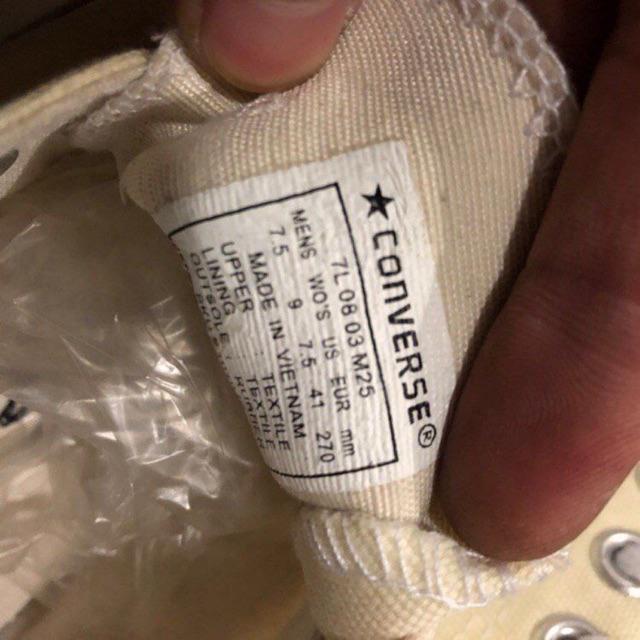 ★ CONVERSE®
7L 08 03 M25
MENS WO'S US EUR mm
7.5 9 7.5 41 270
MADE IN VIETNAM
UPPER : TEXTILE
LINING : TEXTILE